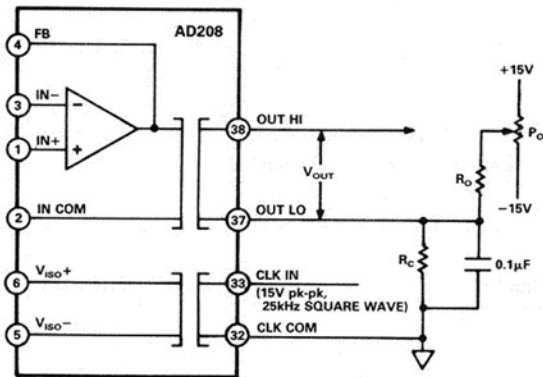 AD208
4
FB
3
IN−
1
IN+
2
IN COM
6
VISO+
5
VISO−
38
OUT HI
VOUT
37
OUT LO
33
CLK IN
(15V pk-pk,
25kHz SQUARE WAVE)
32
CLK COM
RC
0.1μF
RO
PO
+15V
−15V